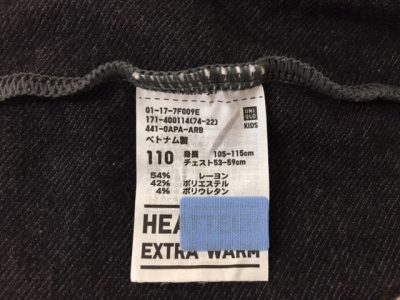 01-17-7F009E
171-400114(74-22)
441-0APA-ARB
ベトナム製
UNI
QLO
KIDS
110 身長 105-115cm
チェスト53-59cm
54% レーヨン
42% ポリエステル
4% ポリウレタン
EXTRA WARM